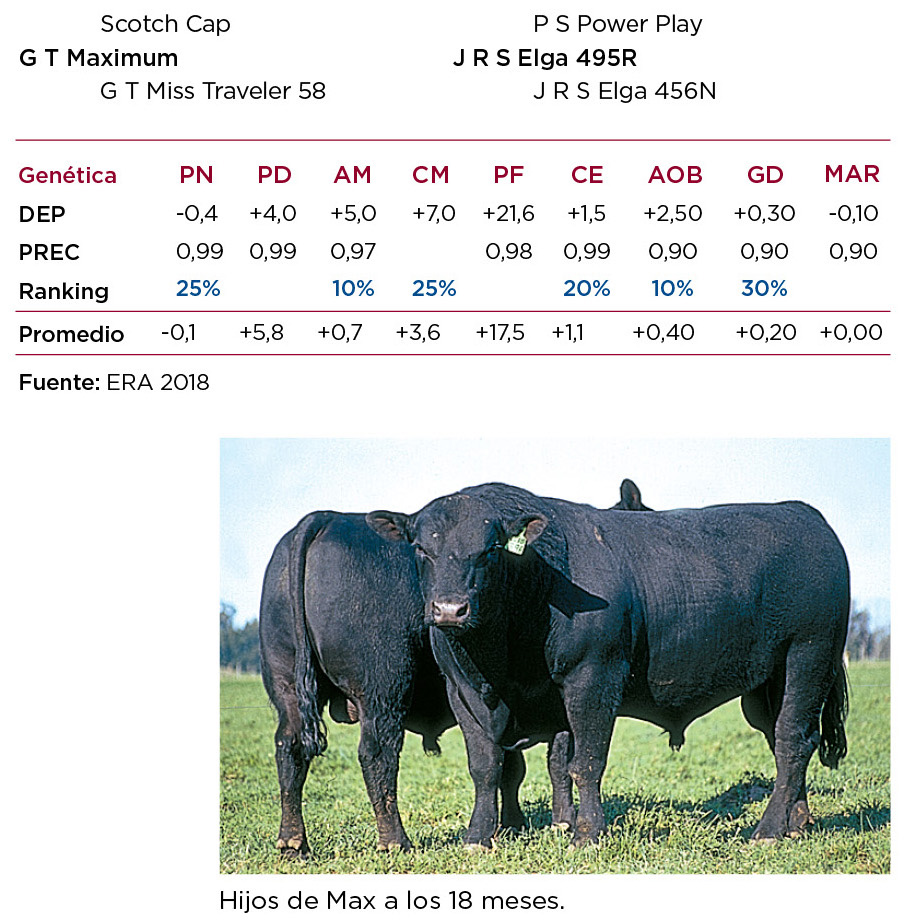 Scotch Cap P S Power Play
G T Maximum J R S Elga 495R
G T Miss Traveler 58 J R S Elga 456N
Genética PN PD AM CM PF CE AOB GD MAR
DEP -0,4 +4,0 +5,0 +7,0 +21,6 +1,5 +2,50 +0,30 -0,10
PREC 0,99 0,99 0,97 0,98 0,99 0,90 0,90 0,90
Ranking 25% 10% 25% 20% 10% 30%
Promedio -0,1 +5,8 +0,7 +3,6 +17,5 +1,1 +0,40 +0,20 +0,00
Fuente: ERA 2018
Hijos de Max a los 18 meses.